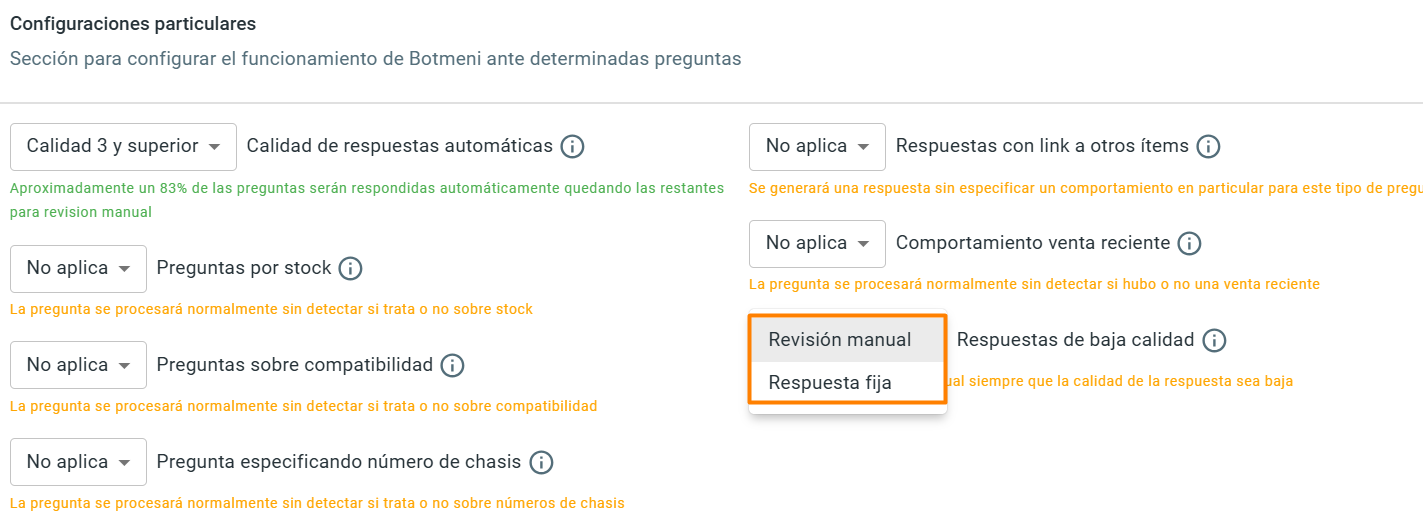 Configuraciones particulares
Sección para configurar el funcionamiento de Botmeni ante determinadas preguntas
Calidad 3 y superior
Calidad de respuestas automáticas
Aproximadamente un 83% de las preguntas serán respondidas automáticamente quedando las restantes
para revision manual
No aplica
Preguntas por stock
La pregunta se procesará normalmente sin detectar si trata o no sobre stock
No aplica
Preguntas sobre compatibilidad
La pregunta se procesará normalmente sin detectar si trata o no sobre compatibilidad
No aplica
Pregunta especificando número de chasis
La pregunta se procesará normalmente sin detectar si trata o no sobre números de chasis
No aplica
Respuestas con link a otros ítems
Se generará una respuesta sin especificar un comportamiento en particular para este tipo de
No aplica
Comportamiento venta reciente
La pregunta se procesará normalmente sin detectar si hubo o no una venta reciente
Revisión manual
Respuestas de baja calidad
Respuesta fija
siempre que la calidad de la respuesta sea baja